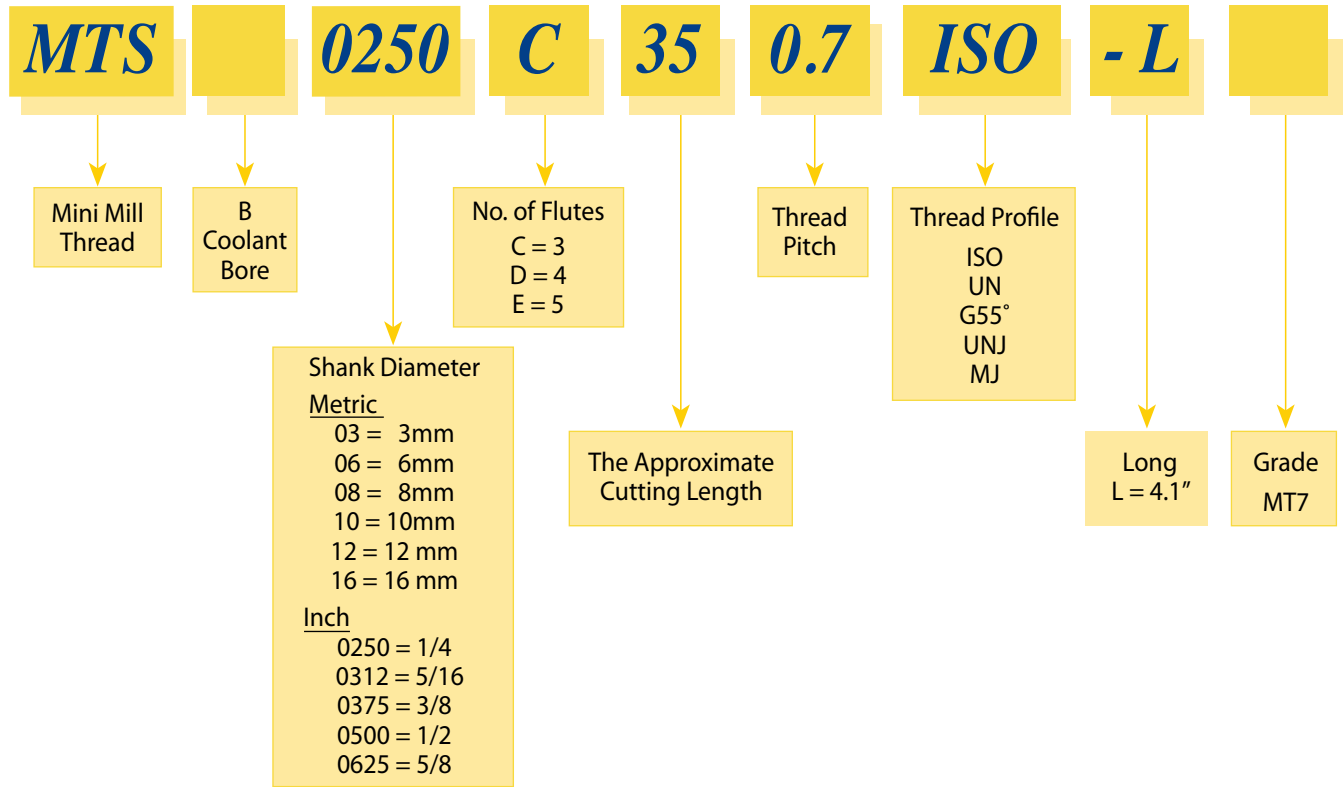 MTS 0250 C 35 0.7 ISO - L
Mini Mill
Thread
B
Coolant
Bore
Shank Diameter
Metric
03 = 3mm
06 = 6mm
08 = 8mm
10 = 10mm
12 = 12 mm
16 = 16 mm
Inch
0250 = 1/4
0312 = 5/16
0375 = 3/8
0500 = 1/2
0625 = 5/8
No. of Flutes
C = 3
D = 4
E = 5
The Approximate
Cutting Length
Thread
Pitch
Thread Profile
ISO
UN
G55°
UNJ
MJ
Long
L = 4.1”
Grade
MT7